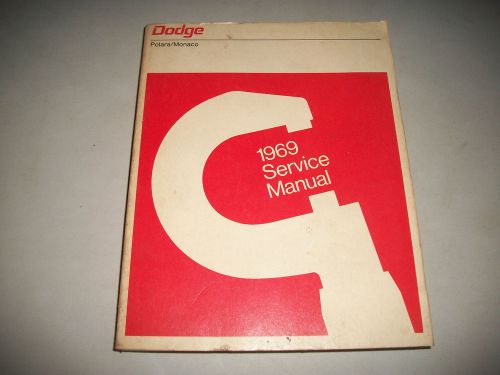 Dodge
Polara/Monaco
1969
Service
Manual